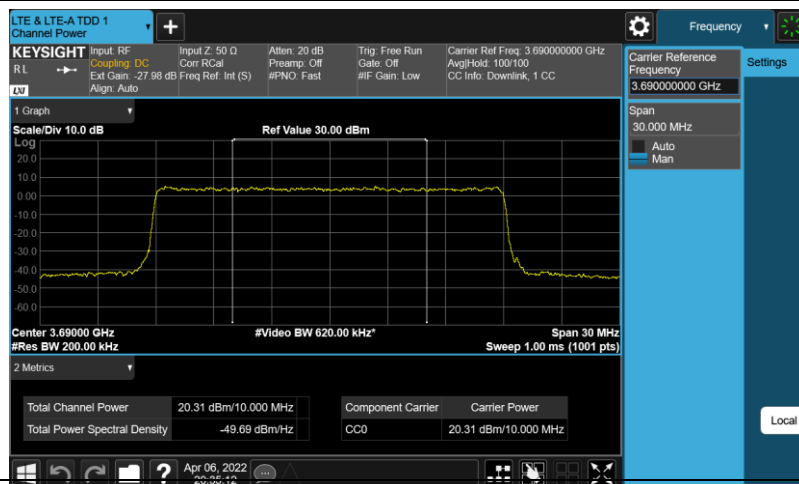 LTE & LTE-A TDD 1
Channel Power
Frequency
KEYSIGHT
R L
LXI
Input: RF
Coupling: DC
Ext Gain: -27.98 dB
Align: Auto
Input Z: 50 Ω
Corr RCal
Freq Ref: Int (S)
Atten: 20 dB
Preamp: Off
#PNO: Fast
Trig: Free Run
Gate: Off
#IF Gain: Low
Carrier Ref Freq: 3.690000000 GHz
Avg|Hold: 100/100
CC Info: Downlink, 1 CC
Carrier Reference
Frequency
3.690000000 GHz
Settings
Span
30.000 MHz
Auto
Man
1 Graph
Scale/Div 10.0 dB
Ref Value 30.00 dBm
Log
20.0
10.0
0.00
-10.0
-20.0
-30.0
-40.0
-50.0
-60.0
Center 3.69000 GHz
#Video BW 620.00 kHz*
Span 30 MHz
#Res BW 200.00 kHz
Sweep 1.00 ms (1001 pts)
2 Metrics
Total Channel Power 20.31 dBm/10.000 MHz
Total Power Spectral Density -49.69 dBm/Hz
Component Carrier Carrier Power
CC0 20.31 dBm/10.000 MHz
Local
?
Apr 06, 2022
20:35:12